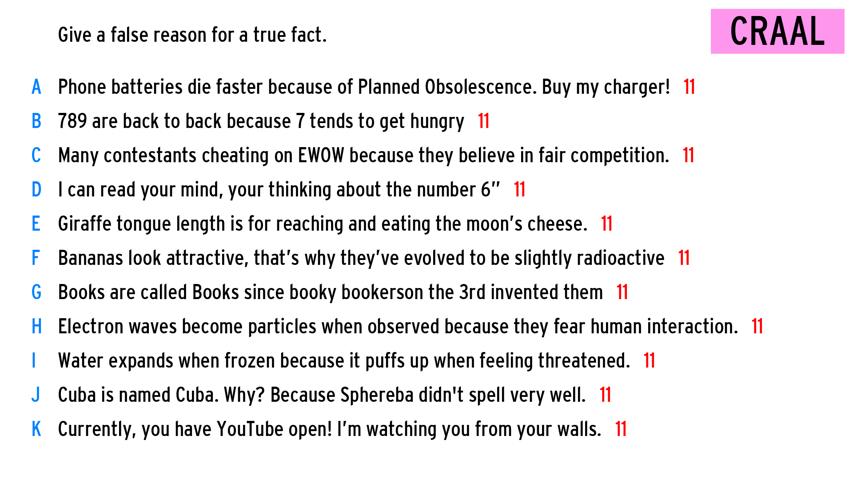 Give a false reason for a true fact.
CRAAL
A Phone batteries die faster because of Planned Obsolescence. Buy my charger! 11
B 789 are back to back because 7 tends to get hungry 11
C Many contestants cheating on EWOW because they believe in fair competition. 11
D I can read your mind, your thinking about the number 6” 11
E Giraffe tongue length is for reaching and eating the moon’s cheese. 11
F Bananas look attractive, that’s why they’ve evolved to be slightly radioactive 11
G Books are called Books since booky bookerson the 3rd invented them 11
H Electron waves become particles when observed because they fear human interaction. 11
I Water expands when frozen because it puffs up when feeling threatened. 11
J Cuba is named Cuba. Why? Because Sphereba didn't spell very well. 11
K Currently, you have YouTube open! I’m watching you from your walls. 11